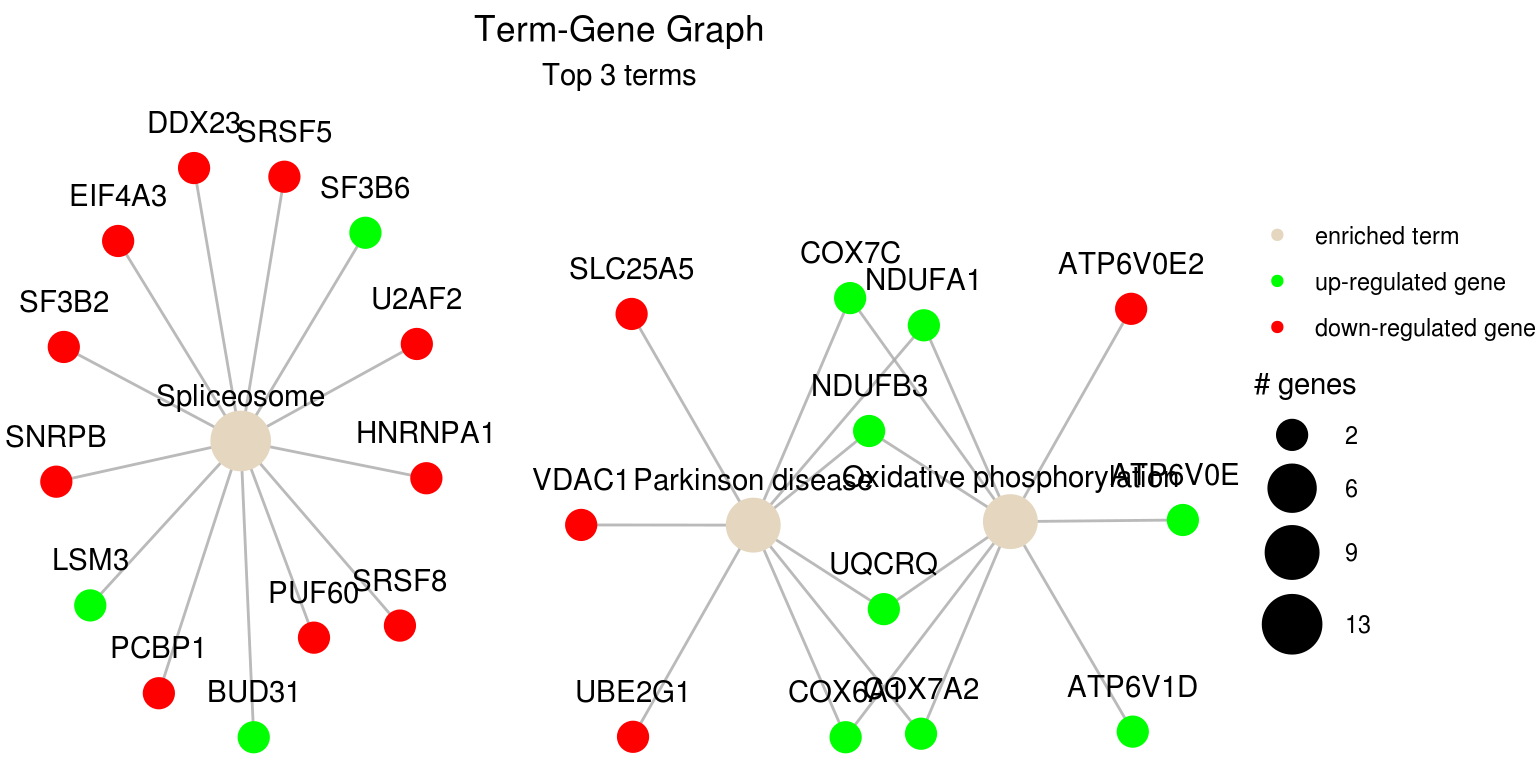 Term-Gene Graph
Top 3 terms
DDX23
SRSF5
EIF4A3
SF3B6
SF3B2
U2AF2
Spliceosome
SNRPB
HNRNPA1
LSM3
PUF60
SRSF8
PCBP1
BUD31
SLC25A5
COX7C
NDUFA1
ATP6V0E2
NDUFB3
VDAC1
Parkinson disease
Oxidative phosphorylation
ATP6V0E
UQCRQ
UBE2G1
COX6A1
COX7A2
ATP6V1D
enriched term
up-regulated gene
down-regulated gene
# genes
2
6
9
13